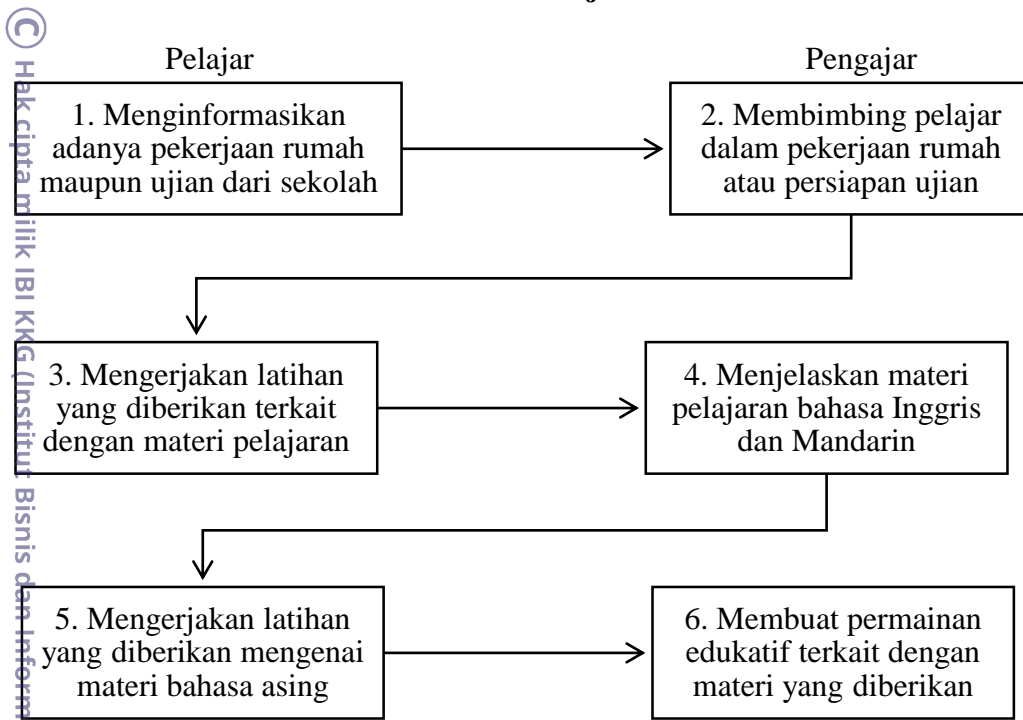 Pelajar
Pengajar
1. Menginformasikan
adanya pekerjaan rumah
maupun ujian dari sekolah
2. Membimbing pelajar
dalam pekerjaan rumah
atau persiapan ujian
3. Mengerjakan latihan
yang diberikan terkait
dengan materi pelajaran
4. Menjelaskan materi
pelajaran bahasa Inggris
dan Mandarin
5. Mengerjakan latihan
yang diberikan mengenai
materi bahasa asing
6. Membuat permainan
edukatif terkait dengan
materi yang diberikan
© Hak cipta milik IBI KKG (Institut Bisnis dan Inform